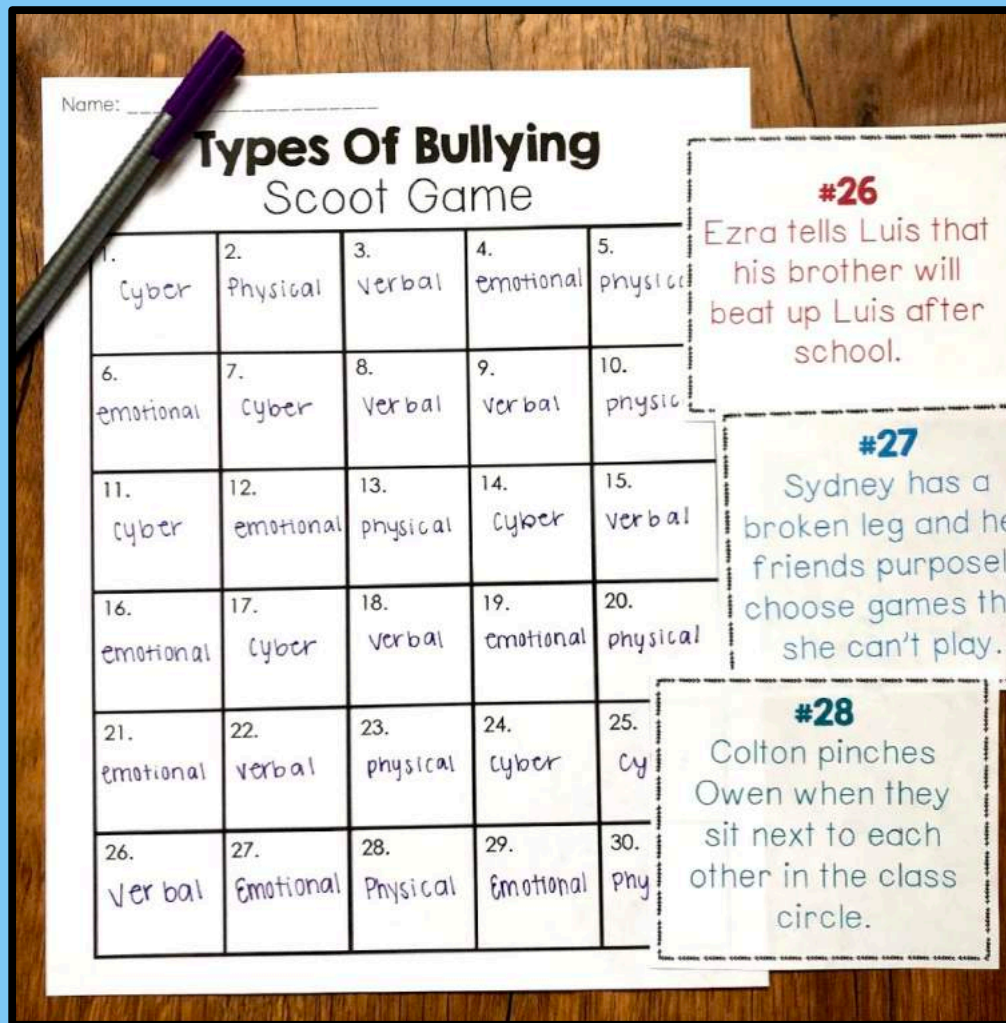 Name:
Types Of Bullying
Scoot Game
1.
Cyber
2.
Physical
3.
verbal
4.
emotional
5.
6.
emotional
7.
Cyber
8.
Verbal
9.
verbal
10.
11.
cyber
12.
emotional
13.
physical
14.
Cyber
15.
verbal
16.
emotional
17.
Cyber
18.
verbal
19.
emotional
20.
physical
21.
emotional
22.
verbal
23.
physical
24.
cyber
25.
26.
Verbal
27.
Emotional
28.
Physical
29.
Emotional
30.
#26
Ezra tells Luis that
his brother will
beat up Luis after
school.
#27
Sydney has a
broken leg and
friends
choose games
she can't play.
#28
Colton pinches
Owen when they
sit next to each
other in the class
circle.